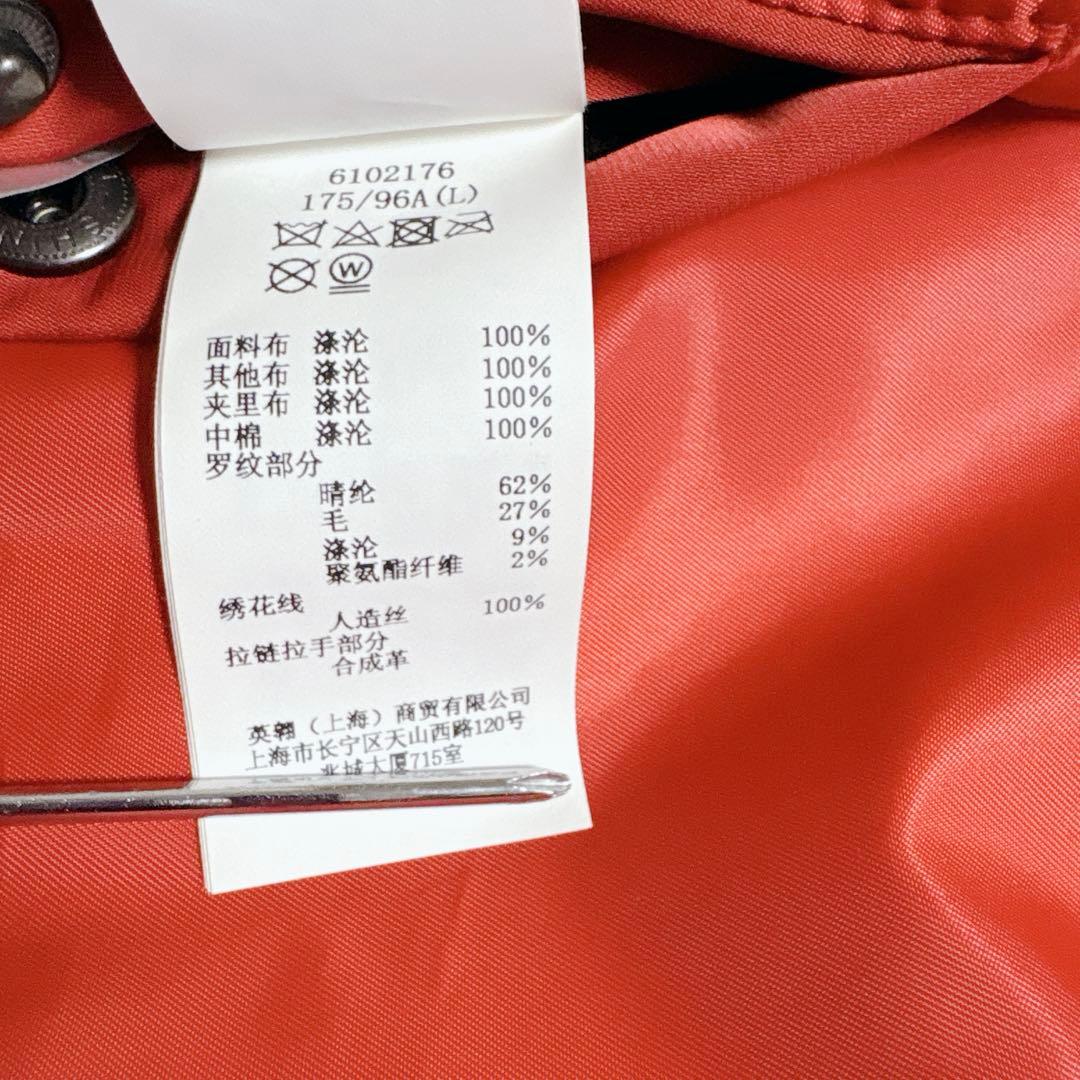 6102176
175/96A(L)
W
面料布 涤沦 100%
其他布 涤沦 100%
夹里布 涤沦 100%
中棉 涤沦 100%
罗纹部分
晴纶 62%
毛 27%
涤沦 9%
聚氨酯纤维 2%
绣花线
人造丝 100%
拉链拉手部分
合成革
英翱（上海）商贸有限公司
上海市长宁区天山西路120号
大厦715室